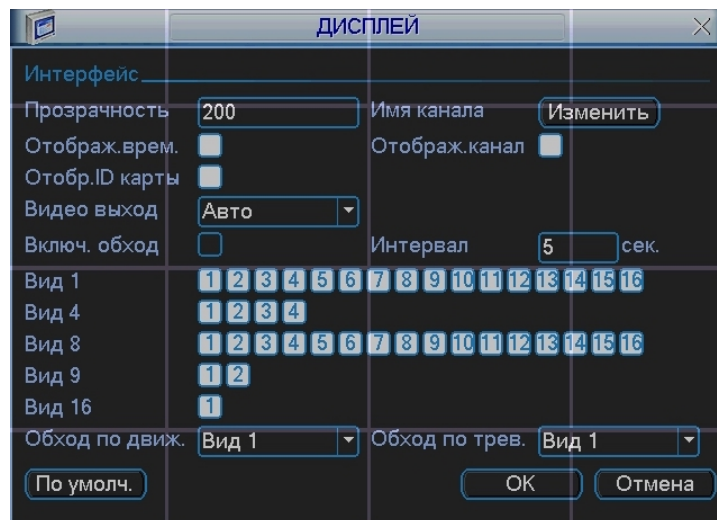 ДИСПЛЕЙ
Интерфейс
Прозрачность 200 Имя канала Изменить
Отображ.врем. Отображ.канал
Отобр.ID карты
Видео выход Авто
Включ. обход Интервал 5 сек.
Вид 1 1 2 3 4 5 6 7 8 9 10 11 12 13 14 15 16
Вид 4 1 2 3 4
Вид 8 1 2 3 4 5 6 7 8 9 10 11 12 13 14 15 16
Вид 9 1 2
Вид 16 1
Обход по движ. Вид 1 Обход по трев. Вид 1
По умолч. OK Отмена